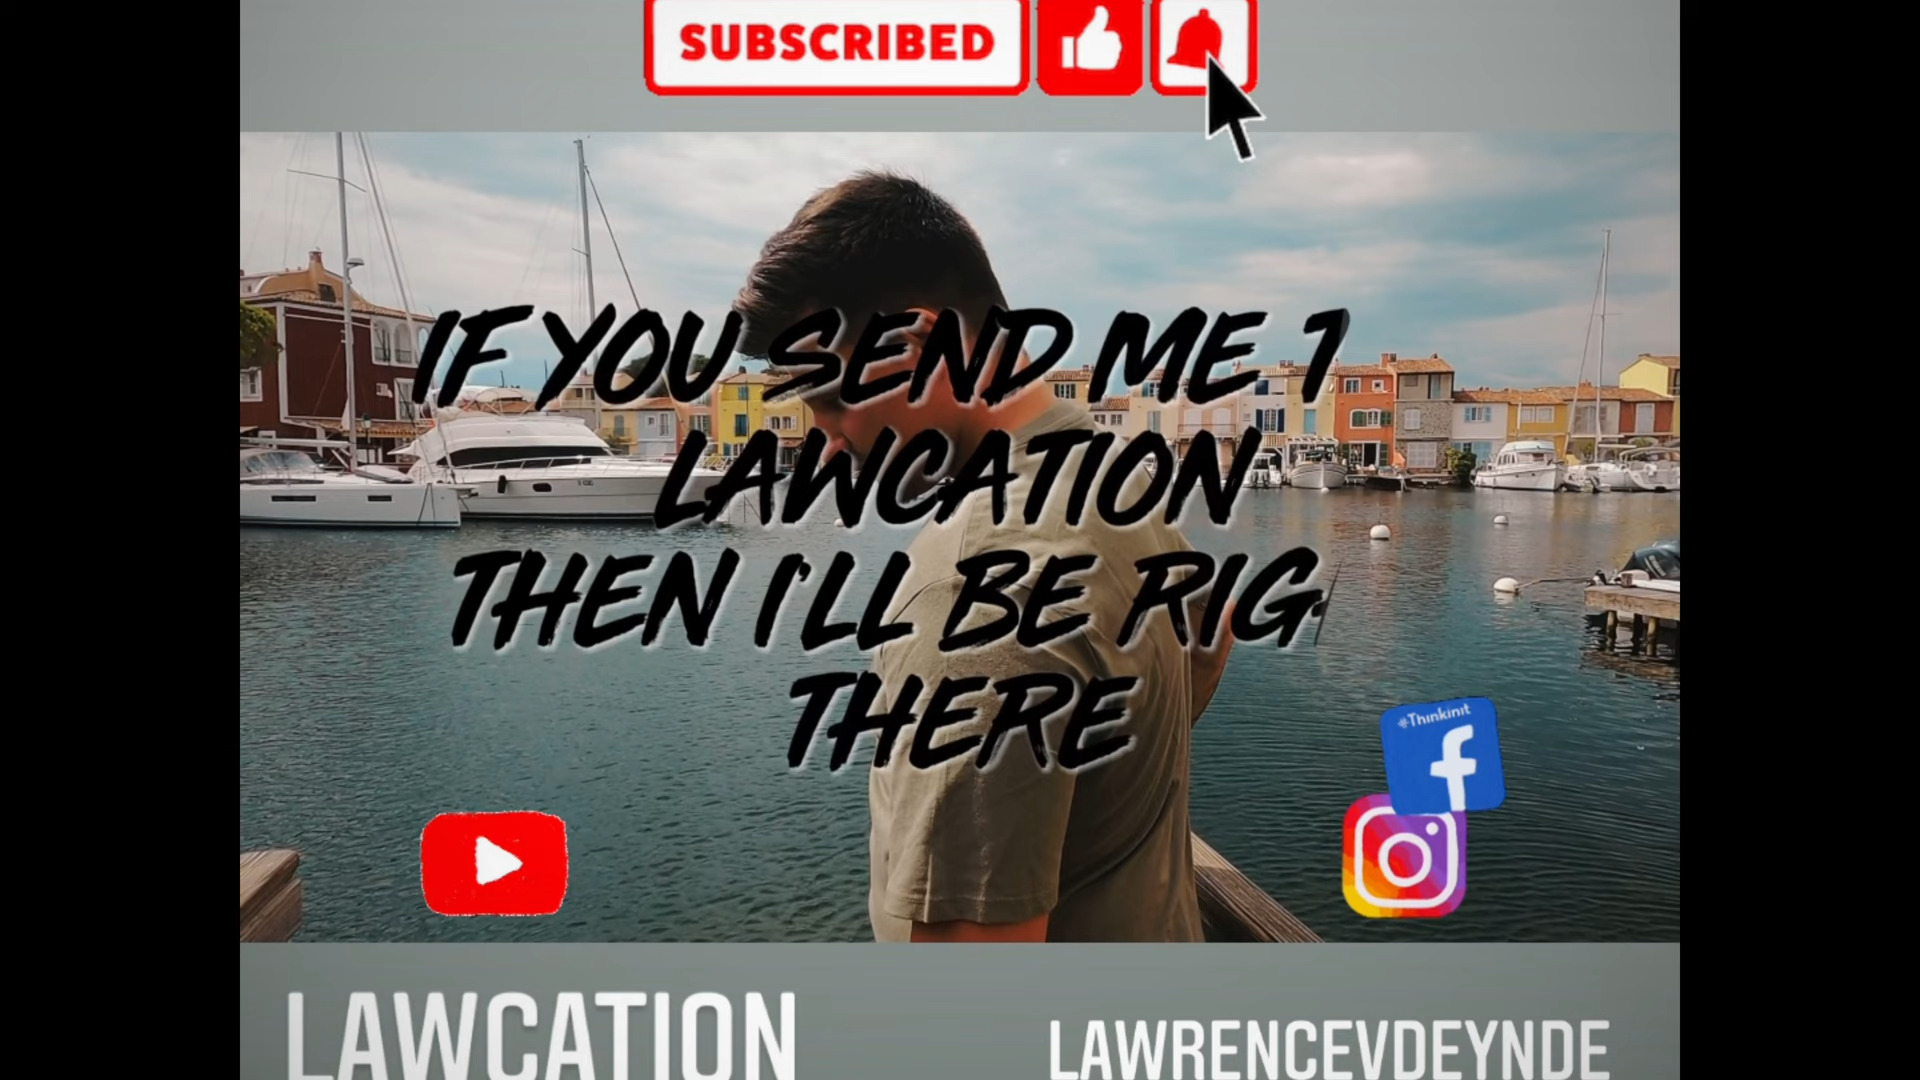 SUBSCRIBED
IF YOU SEND ME 1
LAWCATION
THEN I'LL BE RIG
THERE
#Thinkinit
LAWCATION
LAWRENCEVDEYNDE